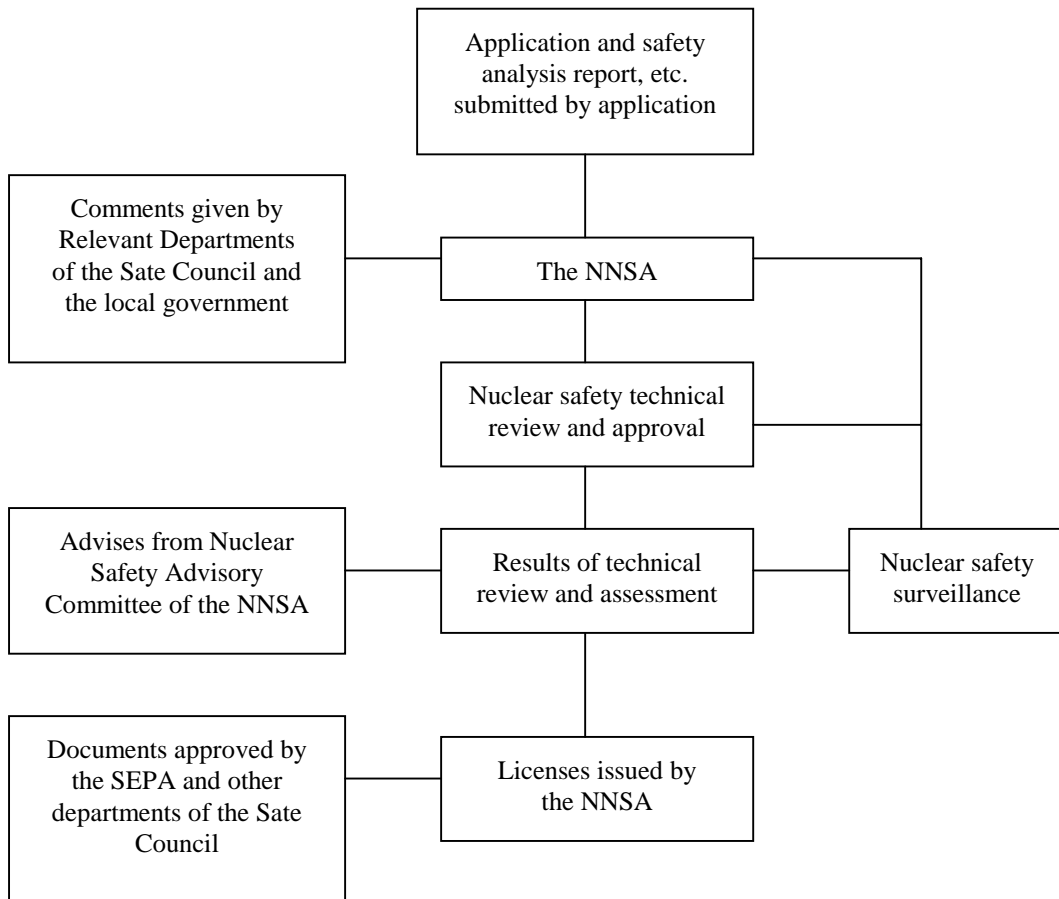 Application and safety
analysis report, etc.
submitted by application
Comments given by
Relevant Departments
of the Sate Council and
the local government
The NNSA
Nuclear safety technical
review and approval
Advises from Nuclear
Safety Advisory
Committee of the NNSA
Results of technical
review and assessment
Nuclear safety
surveillance
Documents approved by
the SEPA and other
departments of the Sate
Council
Licenses issued by
the NNSA